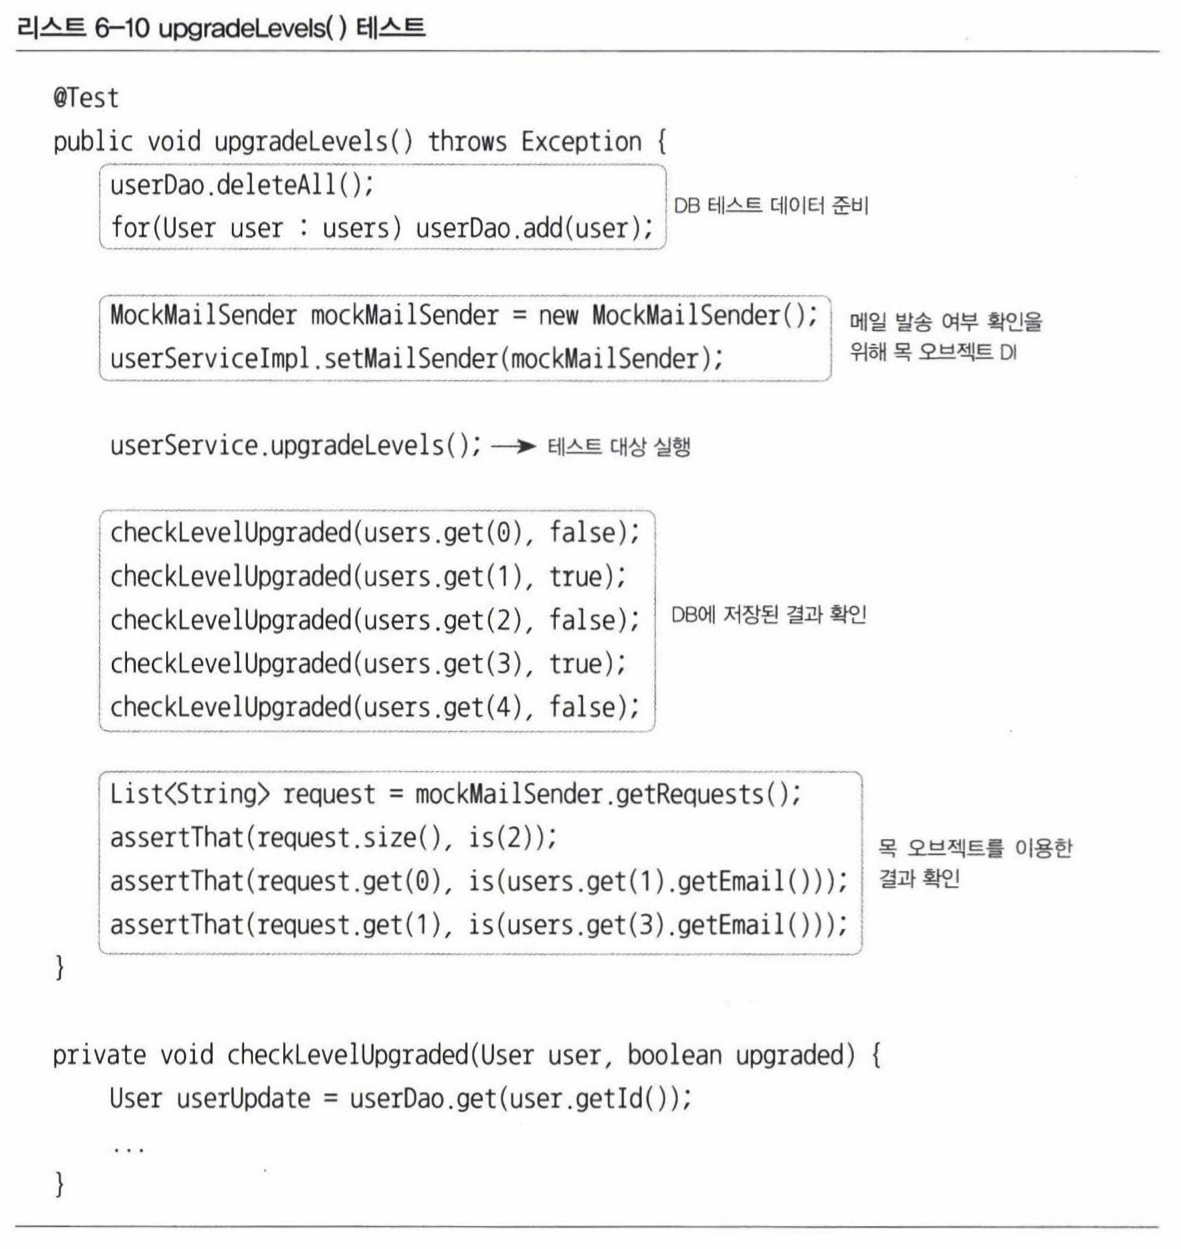 리스트 6-10 upgradeLevels( ) 테스트
@Test
public void upgradeLevels() throws Exception {
userDao.deleteAll();
for(User user : users) userDao.add(user);
DB 테스트 데이터 준비
MockMailSender mockMailSender = new MockMailSender();
userServiceImpl.setMailSender(mockMailSender);
메일 발송 여부 확인을
위해 목 오브젝트 DI
userService.upgradeLevels(); → 테스트 대상 실행
checkLevelUpgraded(users.get(0), false);
checkLevelUpgraded(users.get(1), true);
checkLevelUpgraded(users.get(2), false);
checkLevelUpgraded(users.get(3), true);
checkLevelUpgraded(users.get(4), false);
DB에 저장된 결과 확인
List<String> request = mockMailSender.getRequests();
assertThat(request.size(), is(2));
assertThat(request.get(0), is(users.get(1).getEmail()));
assertThat(request.get(1), is(users.get(3).getEmail()));
목 오브젝트를 이용한
결과 확인
}
private void checkLevelUpgraded(User user, boolean upgraded) {
User userUpdate = userDao.get(user.getId());
...
}